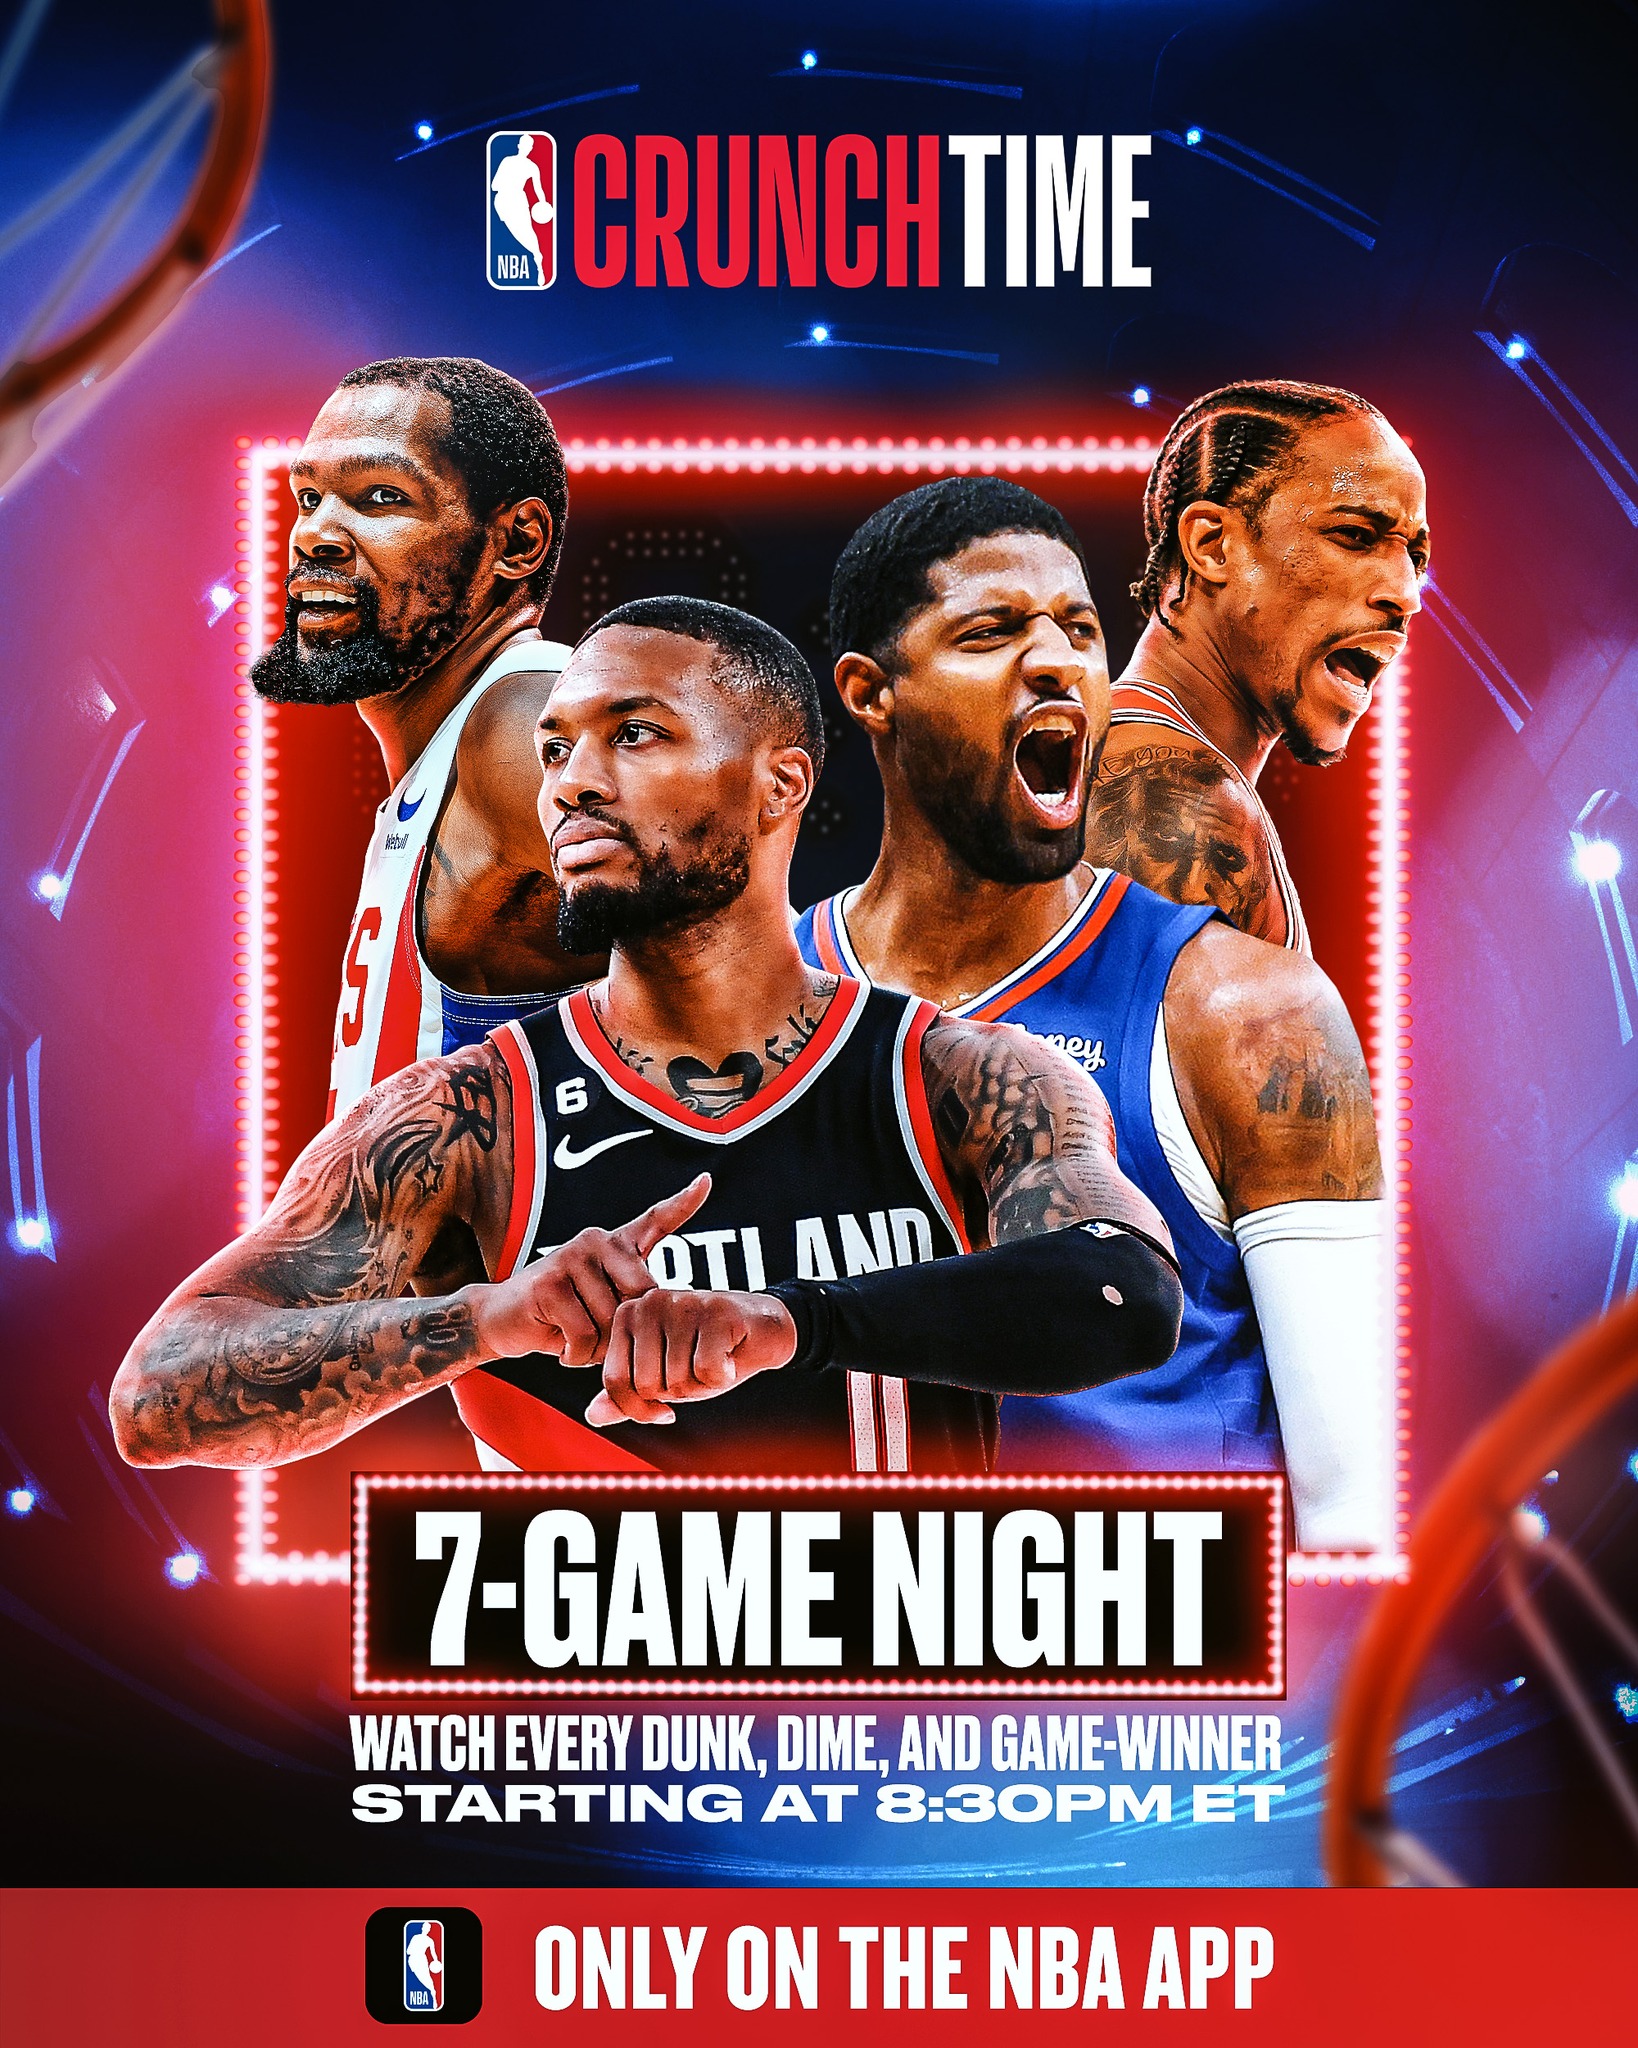 NBA
CRUNCHTIME
Webull
6
7-GAME NIGHT
WATCH EVERY DUNK, DIME, AND GAME-WINNER
STARTING AT 8:30PM ET
NBA
ONLY ON THE NBA APP